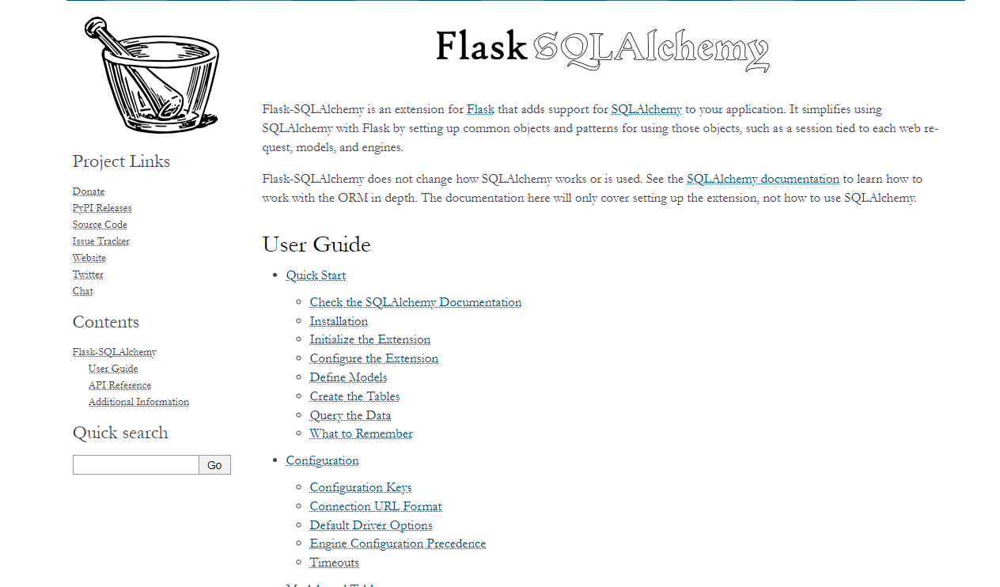 Flask SQLAlchemy
Project Links
Donate
PyPI Releases
Source Code
Issue Tracker
Website
Twitter
Chat
Contents
Flask-SQLAlchemy
User Guide
API Reference
Additional Information
Quick search
Go
Flask-SQLAlchemy is an extension for Flask that adds support for SQLAlchemy to your application. It simplifies using
SQLAlchemy with Flask by setting up common objects and patterns for using those objects, such as a session tied to each web re-
quest, models, and engines.
Flask-SQLAlchemy does not change how SQLAlchemy works or is used. See the SQLAlchemy documentation to learn how to
work with the ORM in depth. The documentation here will only cover setting up the extension, not how to use SQLAlchemy.
User Guide
Quick Start
Check the SQLAlchemy Documentation
Installation
Initialize the Extension
Configure the Extension
Define Models
Create the Tables
Query the Data
What to Remember
Configuration
Configuration Keys
Connection URL Format
Default Driver Options
Engine Configuration Precedence
Timeouts